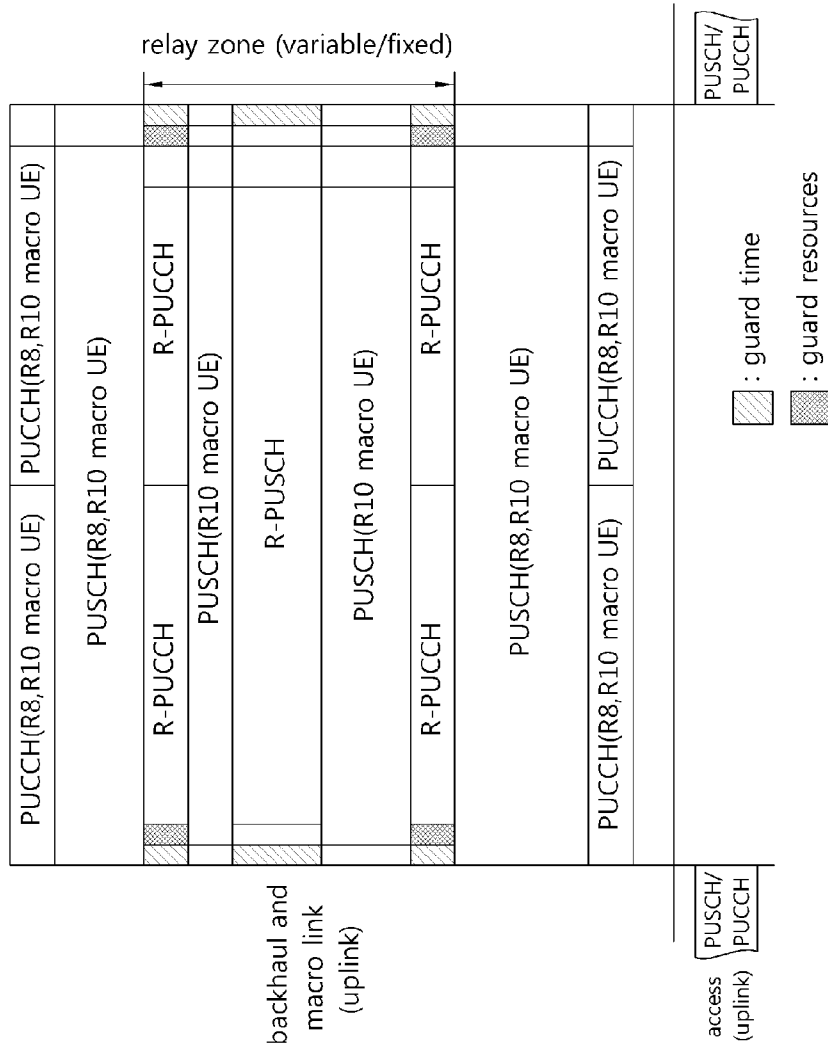 relay zone (variable/fixed)
PUCCH(R8,R10 macro UE)
PUCCH(R8,R10 macro UE)
PUSCH(R8,R10 macro UE)
R-PUCCH
R-PUCCH
PUSCH(R10 macro UE)
R-PUSCH
PUSCH(R10 macro UE)
R-PUCCH
R-PUCCH
PUSCH(R8,R10 macro UE)
PUCCH(R8,R10 macro UE)
PUCCH(R8,R10 macro UE)
backhaul and
macro link
(uplink)
access
(uplink)
PUSCH/
PUCCH
PUSCH/
PUCCH
: guard time
: guard resources